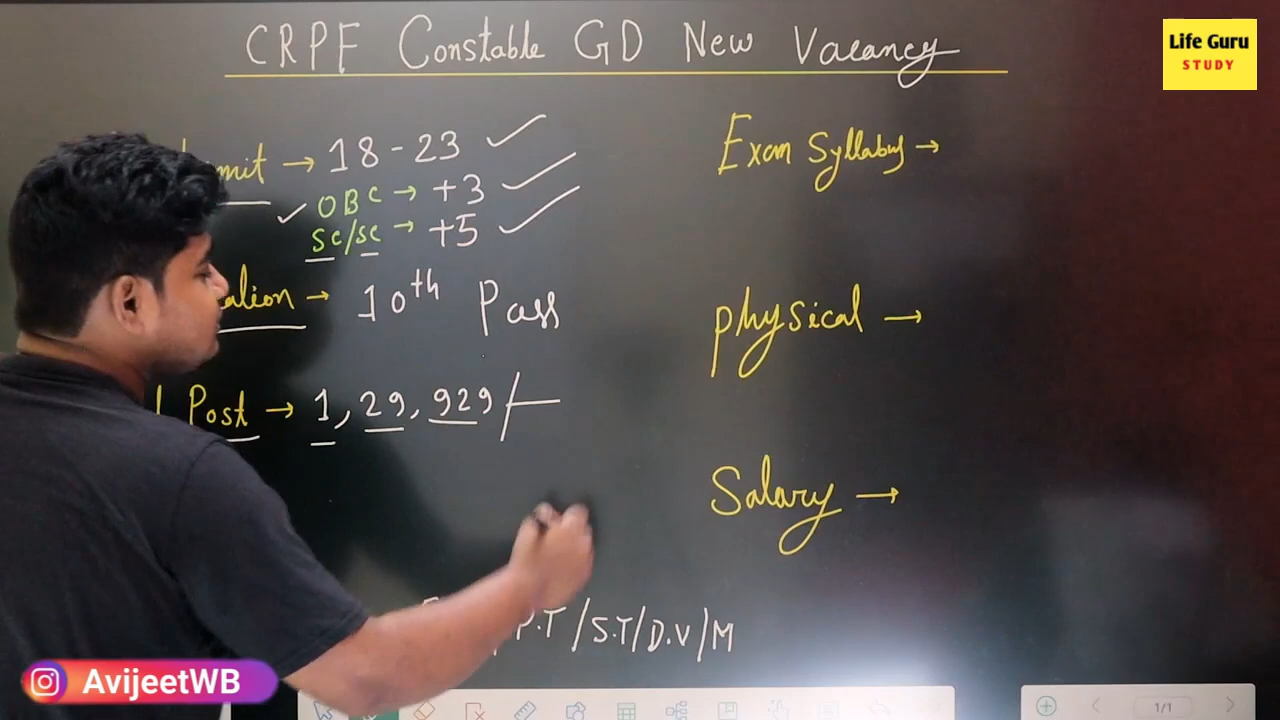 CRPF Constable GD New Vacancy
Life Guru
STUDY
→ 18-23
OBC → +3
SC/SC → +5
→ 10th Pass
Post → 1,29,929/-
Exam Syllabus →
Physical →
Salary →
P.T/S.T/D.V/M
AvijeetWB
1/1